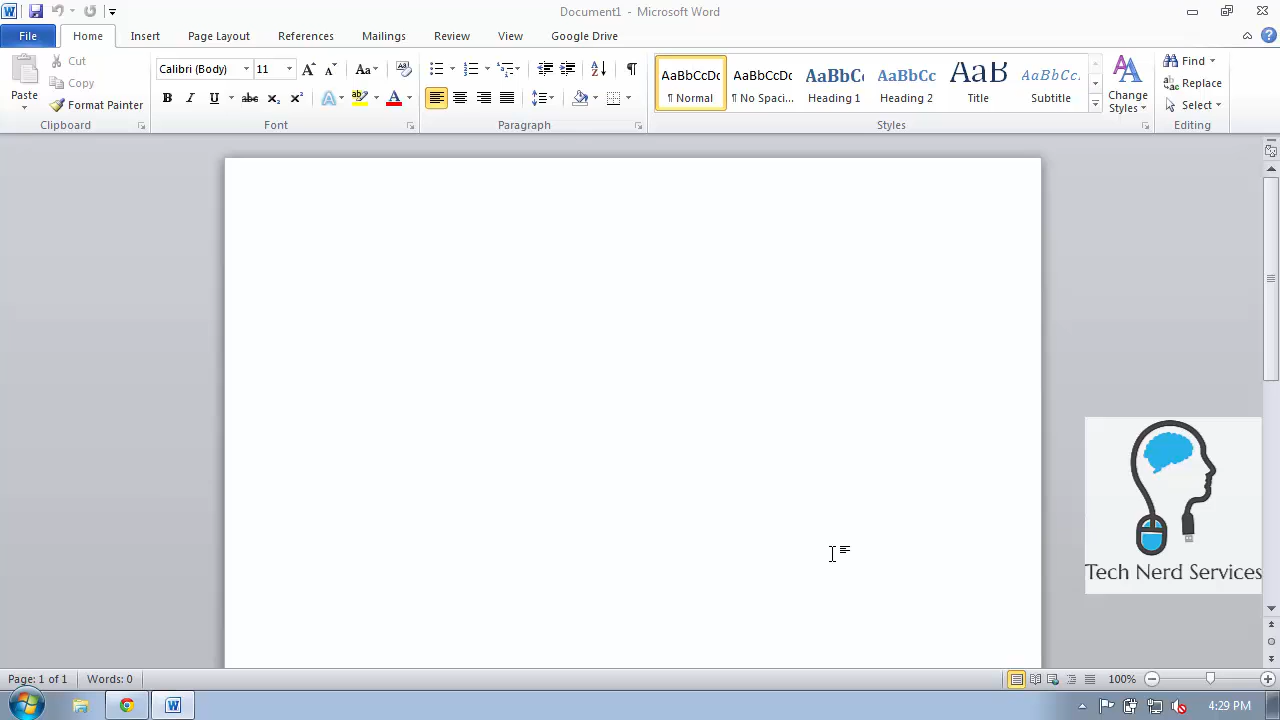 Document1 - Microsoft Word
File Home Insert Page Layout References Mailings Review View Google Drive
Paste
Cut
Copy
Format Painter
Clipboard
Calibri (Body) 11
Font
Paragraph
AaBbCcDc AaBbCcDc AaBbCc AaBbCc AaB AaBbCc.
¶ Normal ¶ No Spaci... Heading 1 Heading 2 Title Subtitle
Change
Styles
Styles
Find
Replace
Select
Editing
Tech Nerd Services
Page: 1 of 1 Words: 0 100%
4:29 PM